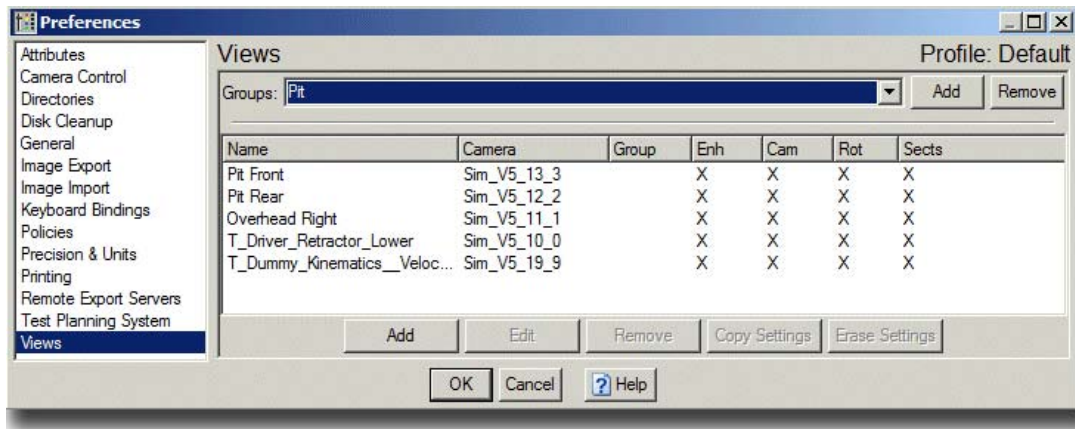 Preferences
Attributes
Camera Control
Directories
Disk Cleanup
General
Image Export
Image Import
Keyboard Bindings
Policies
Precision & Units
Printing
Remote Export Servers
Test Planning System
Views
Views Profile: Default
Groups: Pit Add Remove
Name Camera Group Enh Cam Rot Sects
Pit Front Sim_V5_13_3 X X X X
Pit Rear Sim_V5_12_2 X X X X
Overhead Right Sim_V5_11_1 X X X X
T_Driver_Retractor_Lower Sim_V5_10_0 X X X X
T_Dummy_Kinematics__Veloc... Sim_V5_19_9 X X X X
Add Edit Remove Copy Settings Erase Settings
OK Cancel ? Help